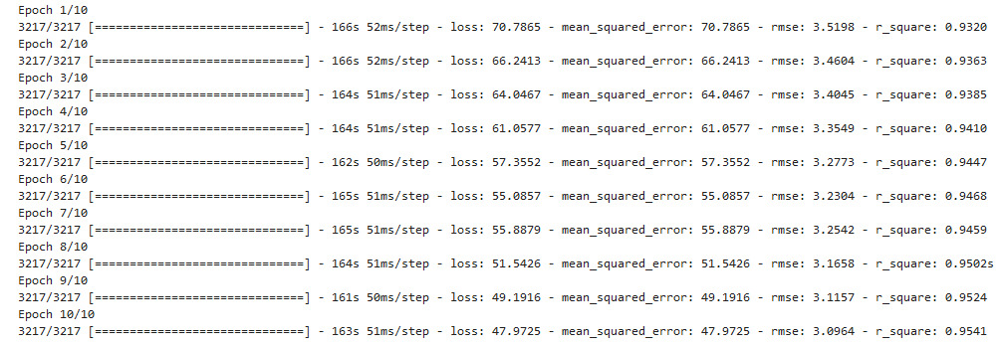 Epoch 1/10
3217/3217 [==============================] - 166s 52ms/step - loss: 70.7865 - mean_squared_error: 70.7865 - rmse: 3.5198 - r_square: 0.9320
Epoch 2/10
3217/3217 [==============================] - 166s 52ms/step - loss: 66.2413 - mean_squared_error: 66.2413 - rmse: 3.4604 - r_square: 0.9363
Epoch 3/10
3217/3217 [==============================] - 164s 51ms/step - loss: 64.0467 - mean_squared_error: 64.0467 - rmse: 3.4045 - r_square: 0.9385
Epoch 4/10
3217/3217 [==============================] - 164s 51ms/step - loss: 61.0577 - mean_squared_error: 61.0577 - rmse: 3.3549 - r_square: 0.9410
Epoch 5/10
3217/3217 [==============================] - 162s 50ms/step - loss: 57.3552 - mean_squared_error: 57.3552 - rmse: 3.2773 - r_square: 0.9447
Epoch 6/10
3217/3217 [==============================] - 165s 51ms/step - loss: 55.0857 - mean_squared_error: 55.0857 - rmse: 3.2304 - r_square: 0.9468
Epoch 7/10
3217/3217 [==============================] - 165s 51ms/step - loss: 55.8879 - mean_squared_error: 55.8879 - rmse: 3.2542 - r_square: 0.9459
Epoch 8/10
3217/3217 [==============================] - 164s 51ms/step - loss: 51.5426 - mean_squared_error: 51.5426 - rmse: 3.1658 - r_square: 0.9502s
Epoch 9/10
3217/3217 [==============================] - 161s 50ms/step - loss: 49.1916 - mean_squared_error: 49.1916 - rmse: 3.1157 - r_square: 0.9524
Epoch 10/10
3217/3217 [==============================] - 163s 51ms/step - loss: 47.9725 - mean_squared_error: 47.9725 - rmse: 3.0964 - r_square: 0.9541